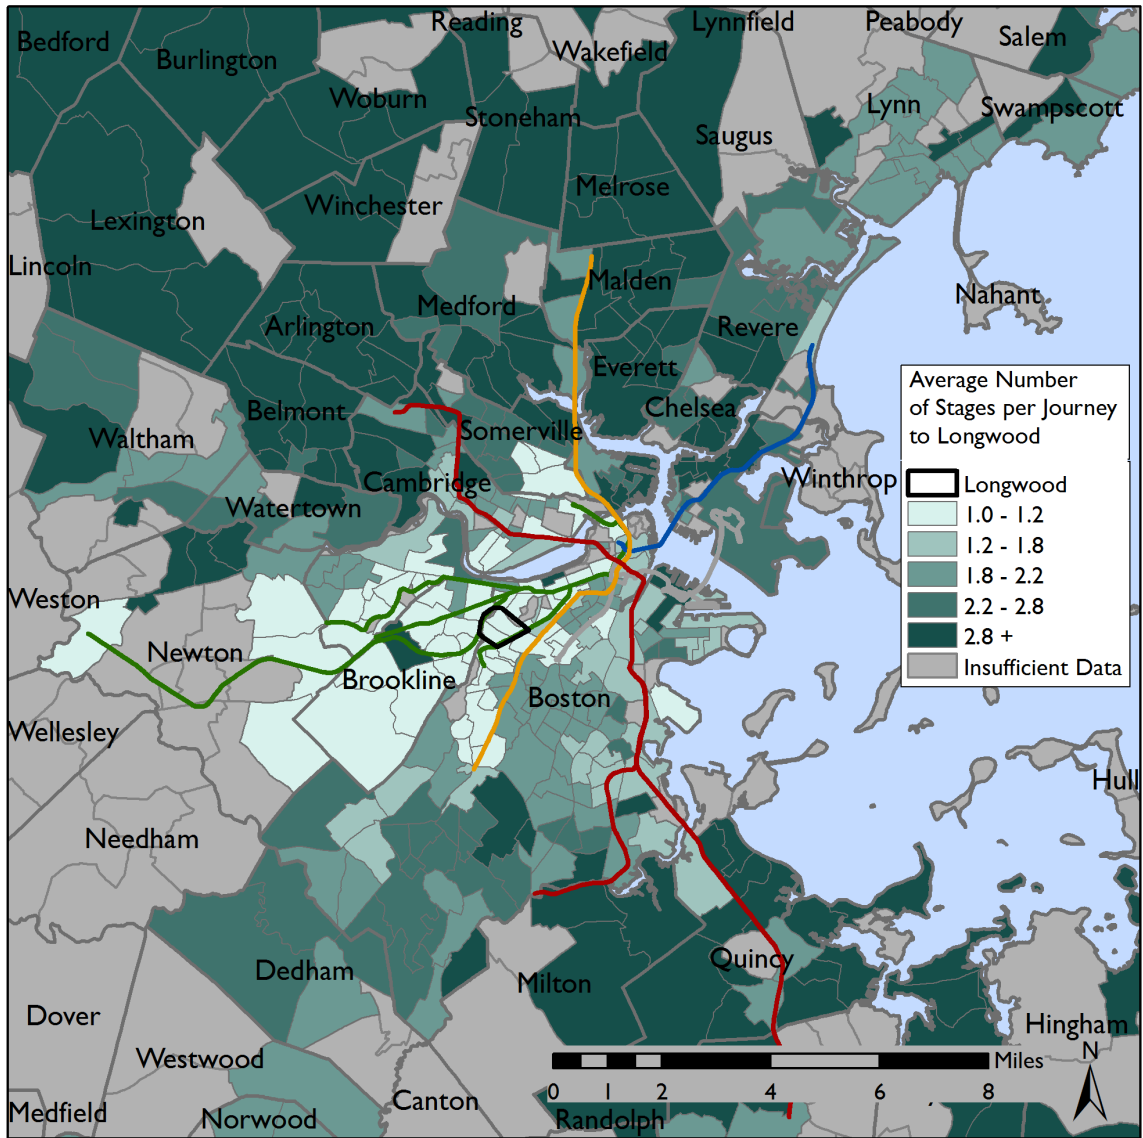 Reading
Lynnfield
Peabody
Bedford
Salem
Burlington
Wakefield
Woburn
Lynn
Swampscott
Stoneham
Saugus
Melrose
Winchester
Lexington
Lincoln
Malden
Nahant
Medford
Arlington
Revere
Everett
Average Number
of Stages per Journey
to Longwood
Longwood
1.0 - 1.2
1.2 - 1.8
1.8 - 2.2
2.2 - 2.8
2.8 +
Insufficient Data
Chelsea
Belmont
Somerville
Waltham
Cambridge
Winthrop
Watertown
Weston
Newton
Brookline
Boston
Wellesley
Hull
Needham
Quincy
Dedham
Milton
Dover
Hingham
N
Westwood
Miles
0 1 2 4 6 8
Canton
Medfield
Norwood
Randolph